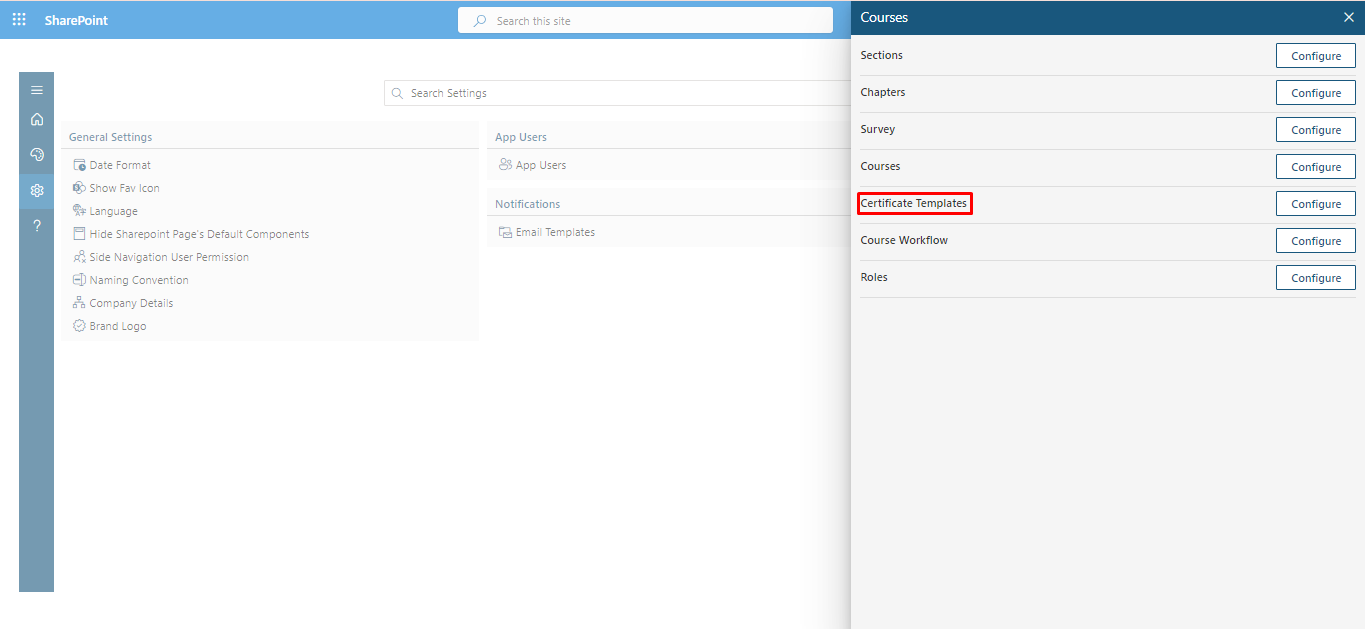 SharePoint
Search this site
Search Settings
General Settings
Date Format
Show Fav Icon
Language
Hide Sharepoint Page's Default Components
Side Navigation User Permission
Naming Convention
Company Details
Brand Logo
App Users
App Users
Notifications
Email Templates
Courses
Sections Configure
Chapters Configure
Survey Configure
Courses Configure
Certificate Templates Configure
Course Workflow Configure
Roles Configure